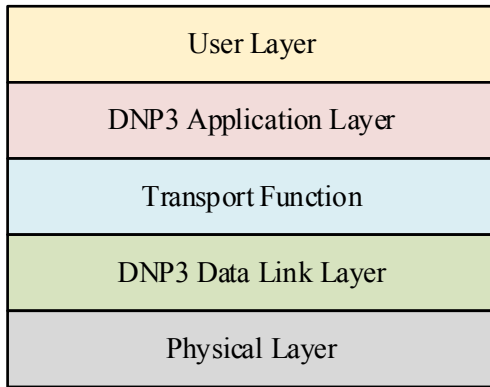 User Layer
DNP3 Application Layer
Transport Function
DNP3 Data Link Layer
Physical Layer